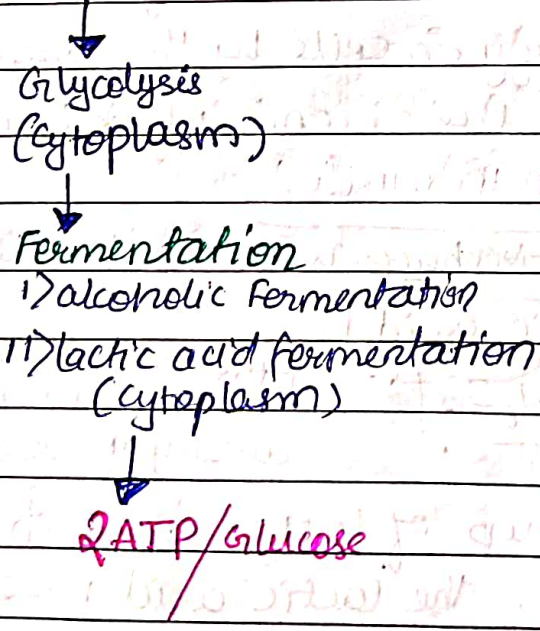 Glycolysis
(Cytoplasm)
Fermentation
i) alcoholic fermentation
ii) lactic acid fermentation
(Cytoplasm)
2ATP/Glucose